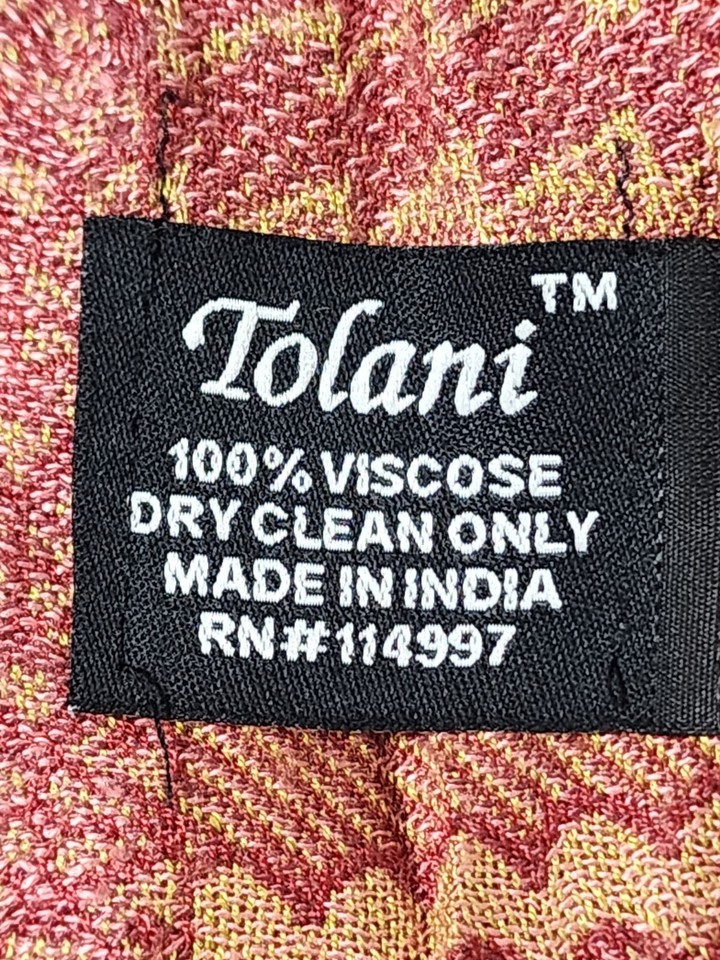 Tolani™
100% VISCOSE
DRY CLEAN ONLY
MADE IN INDIA
RN#114997